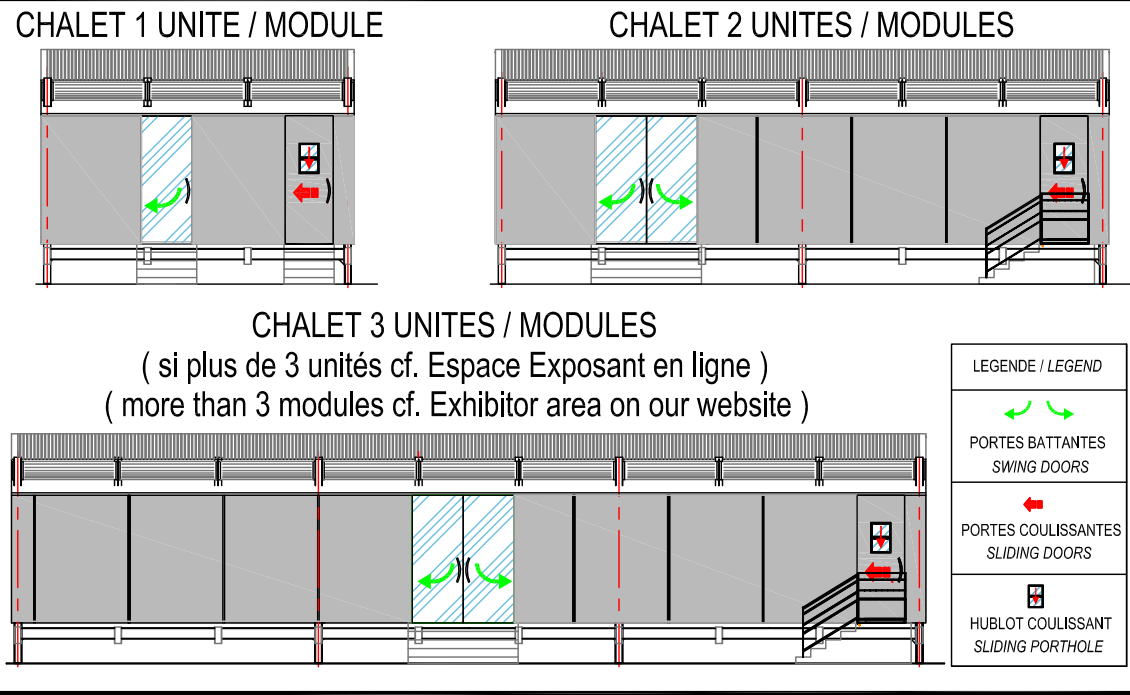 CHALET 1 UNITE / MODULE
CHALET 2 UNITES / MODULES
CHALET 3 UNITES / MODULES
( si plus de 3 unités cf. Espace Exposant en ligne )
( more than 3 modules cf. Exhibitor area on our website )
LEGENDE / LEGEND
PORTES BATTANTES
SWING DOORS
PORTES COULISSANTES
SLIDING DOORS
HUBLOT COULISSANT
SLIDING PORTHOLE